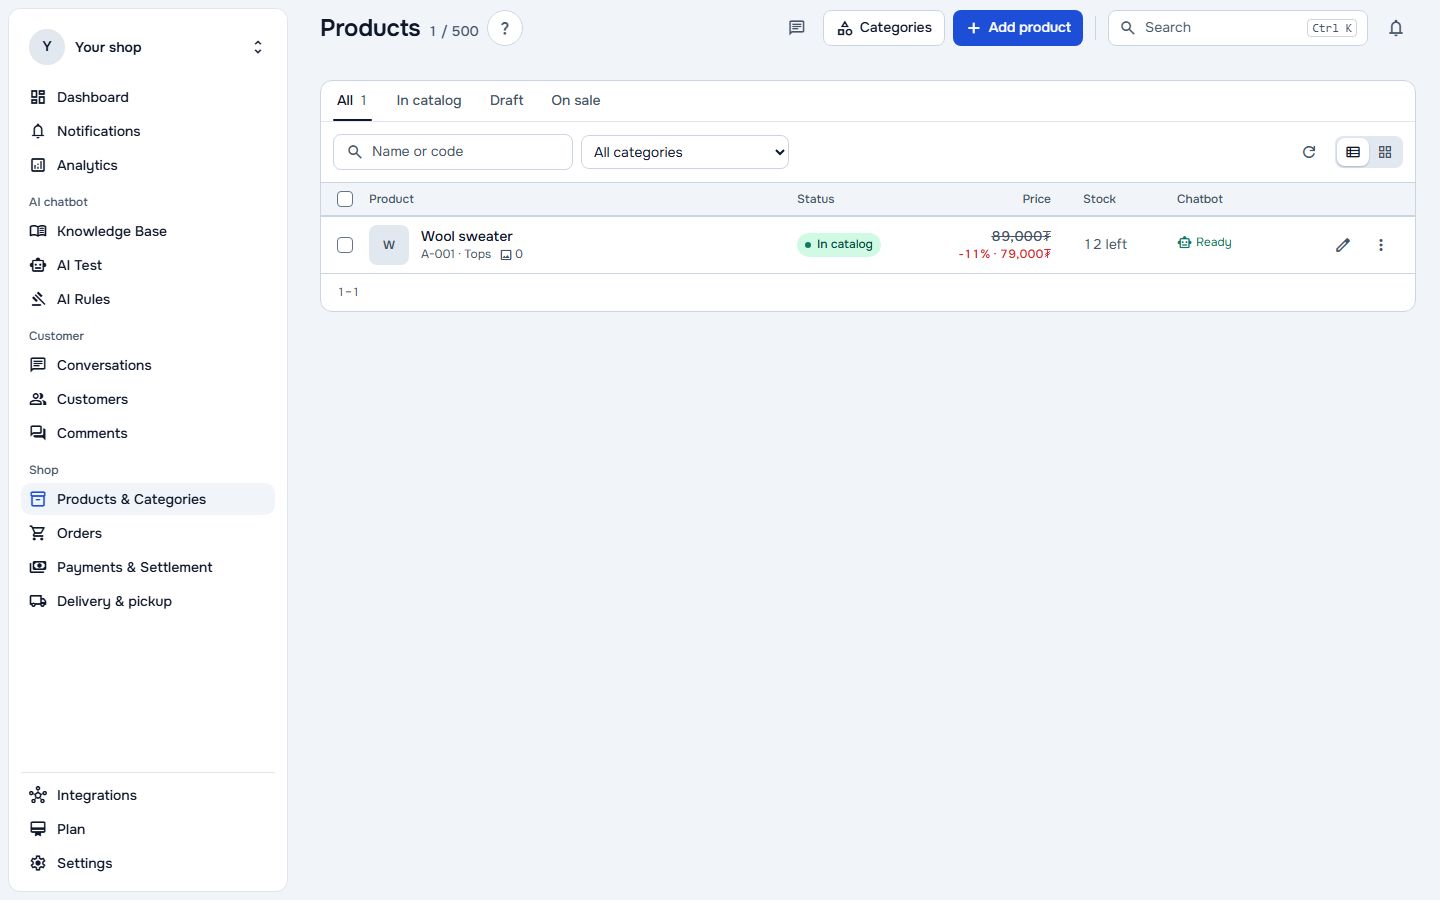 Y Your shop
Dashboard
Notifications
Analytics
AI chatbot
Knowledge Base
AI Test
AI Rules
Customer
Conversations
Customers
Comments
Shop
Products & Categories
Orders
Payments & Settlement
Delivery & pickup
Integrations
Plan
Settings
Products 1 / 500 ?
Categories
Add product
Search Ctrl K
All 1 In catalog Draft On sale
Name or code
All categories
Product Status Price Stock Chatbot
W Wool sweater In catalog 89,000₮ 12 left Ready
A-001 · Tops 0 -11% · 79,000₮
1–1